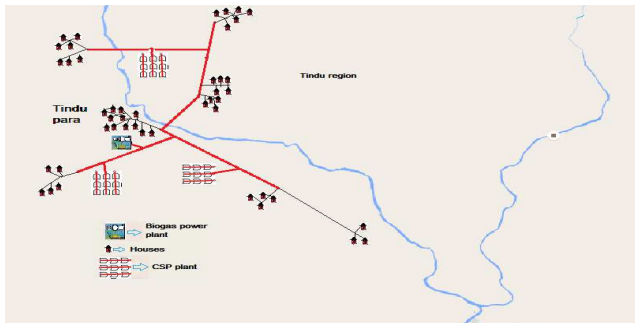 Tindu region
Tindu
para
Biogas power
plant
Houses
CSP plant